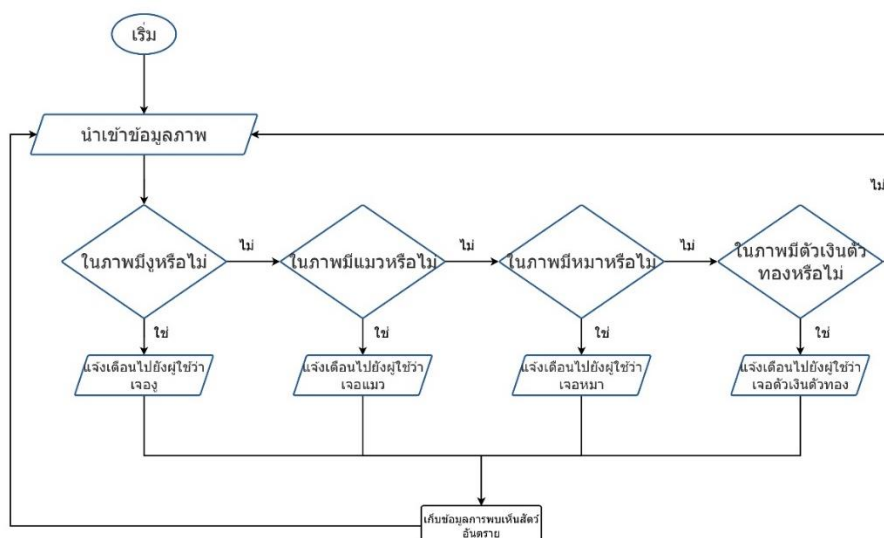 เริ่ม
นำเข้าข้อมูลภาพ
ไม่
ในภาพมีงูหรือไม่
ไม่
ในภาพมีแมวหรือไม่
ไม่
ในภาพมีหมาหรือไม่
ไม่
ในภาพมีตัวเงินตัว
ทองหรือไม่
ใช่
ใช่
ใช่
ใช่
แจ้งเตือนไปยังผู้ใช้ว่า
เจองู
แจ้งเตือนไปยังผู้ใช้ว่า
เจอแมว
แจ้งเตือนไปยังผู้ใช้ว่า
เจอหมา
แจ้งเตือนไปยังผู้ใช้ว่า
เจอตัวเงินตัวทอง
เก็บข้อมูลการพบเห็นสัตว์
อันตราย